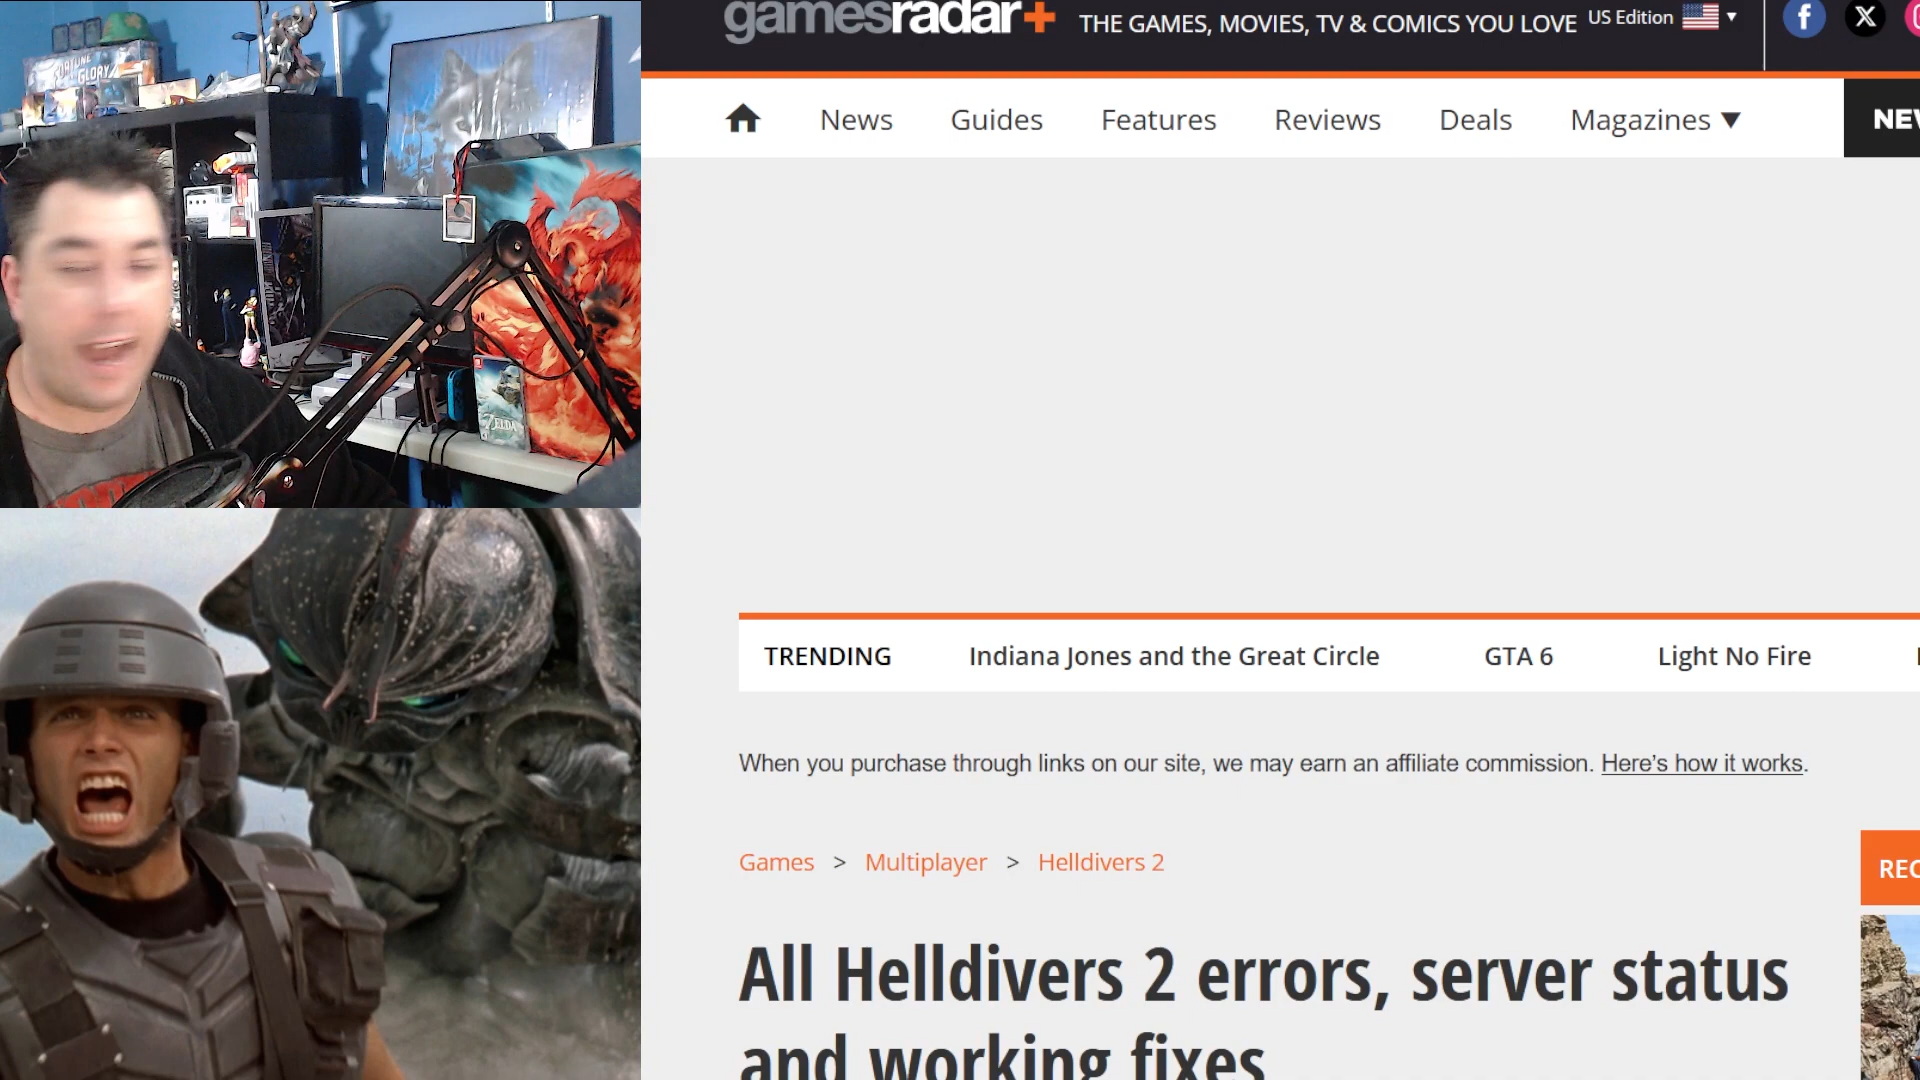 FORTUNE
GLORY
ZELDA
gamesradar+
THE GAMES, MOVIES, TV & COMICS YOU LOVE
US Edition ▼
News
Guides
Features
Reviews
Deals
Magazines ▼
TRENDING
Indiana Jones and the Great Circle
GTA 6
Light No Fire
When you purchase through links on our site, we may earn an affiliate commission. Here’s how it works.
Games > Multiplayer > Helldivers 2
All Helldivers 2 errors, server status
and working fixes